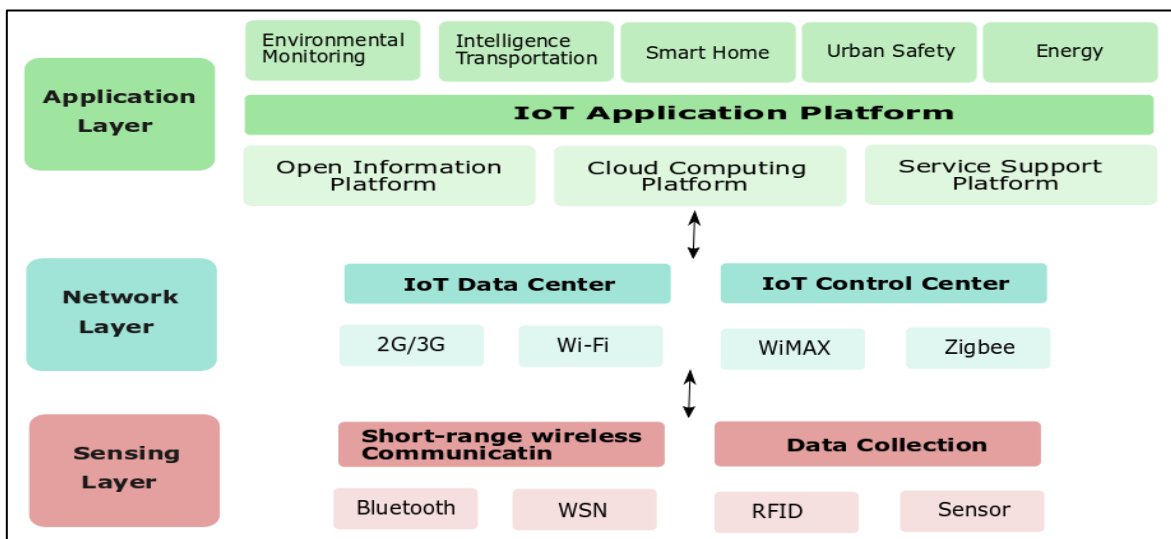 Environmental
Monitoring
Intelligence
Transportation
Smart Home
Urban Safety
Energy
Application
Layer
IoT Application Platform
Open Information
Platform
Cloud Computing
Platform
Service Support
Platform
Network
Layer
IoT Data Center
IoT Control Center
2G/3G
Wi-Fi
WiMAX
Zigbee
Sensing
Layer
Short-range wireless
Communicatin
Data Collection
Bluetooth
WSN
RFID
Sensor